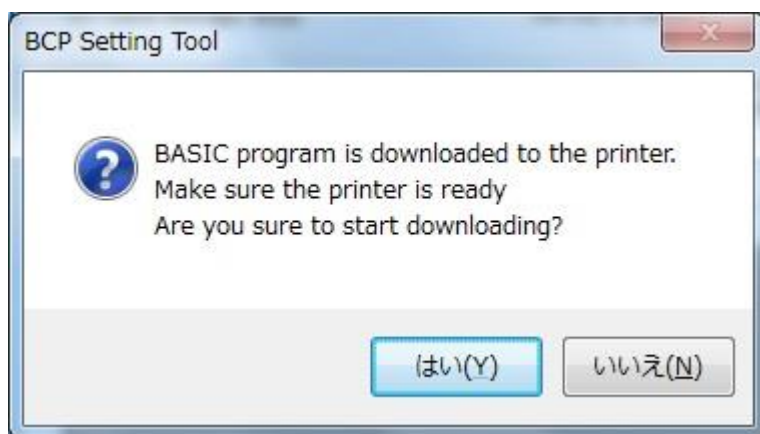 BCP Setting Tool
BASIC program is downloaded to the printer.
Make sure the printer is ready
Are you sure to start downloading?
はい(Y)
いいえ(N)